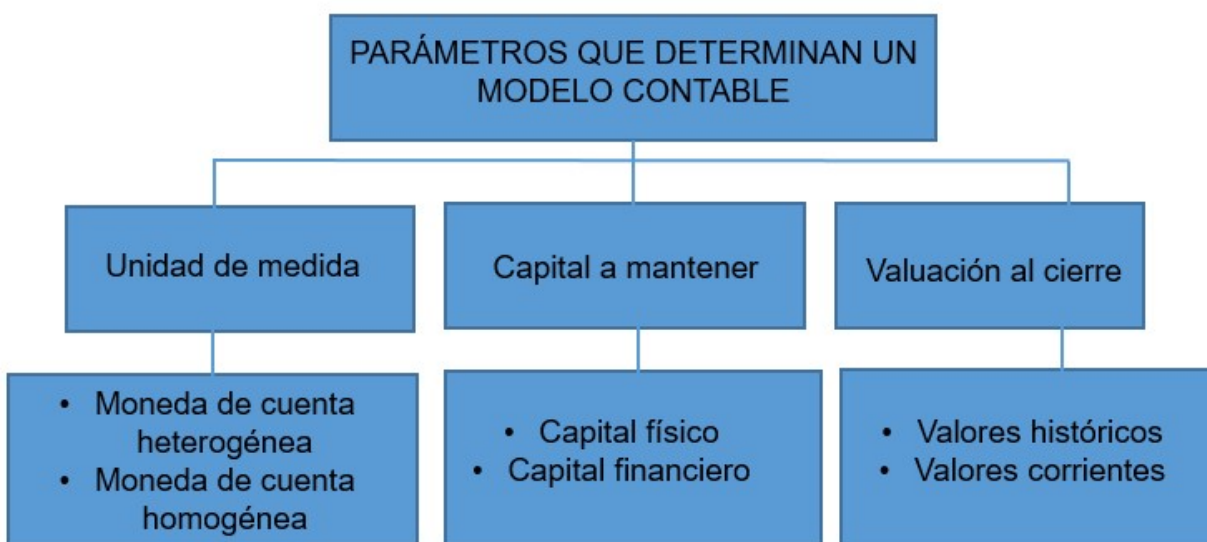 PARÁMETROS QUE DETERMINAN UN
MODELO CONTABLE
Unidad de medida
Capital a mantener
Valuación al cierre
• Moneda de cuenta
heterogénea
• Moneda de cuenta
homogénea
• Capital físico
• Capital financiero
• Valores históricos
• Valores corrientes